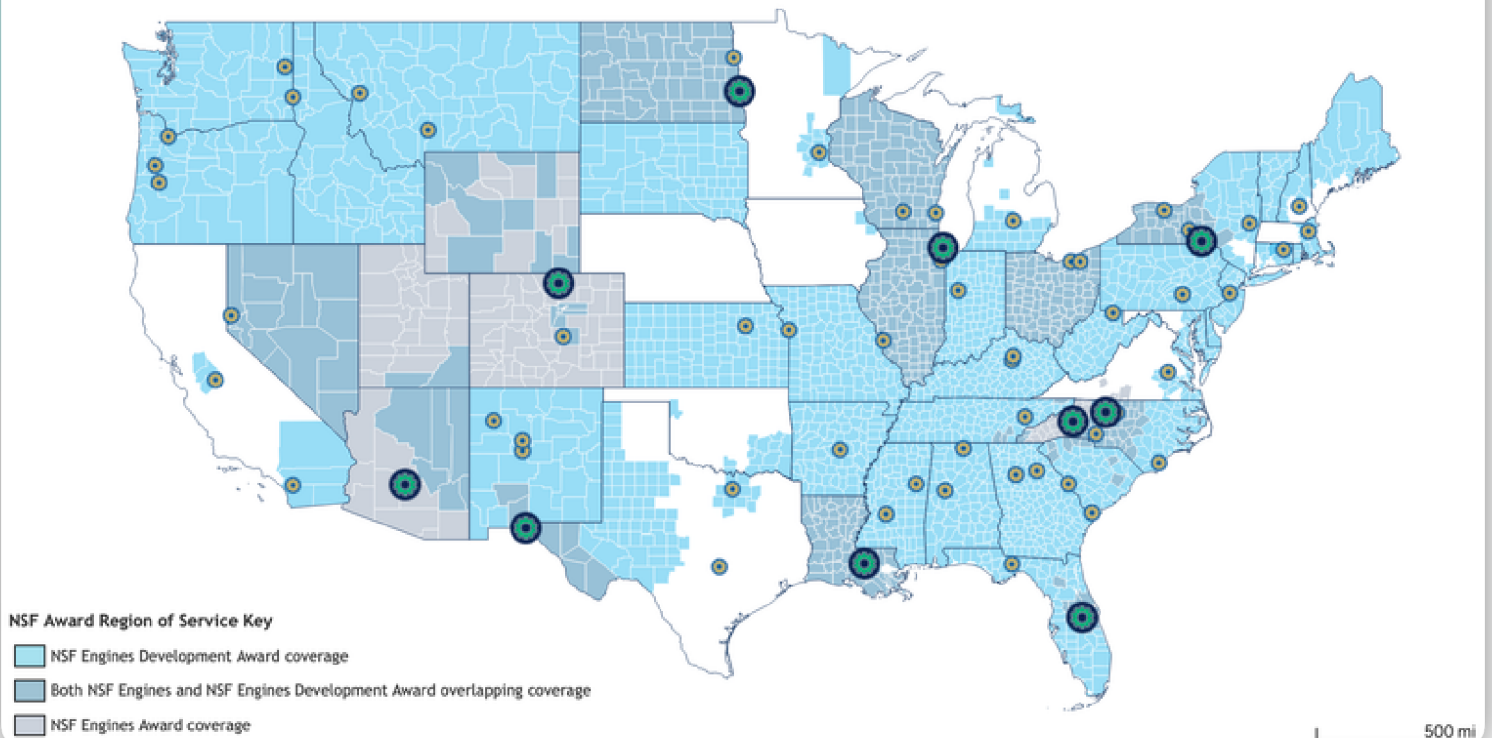 NSF Award Region of Service Key
NSF Engines Development Award coverage
Both NSF Engines and NSF Engines Development Award overlapping coverage
NSF Engines Award coverage
500 mi